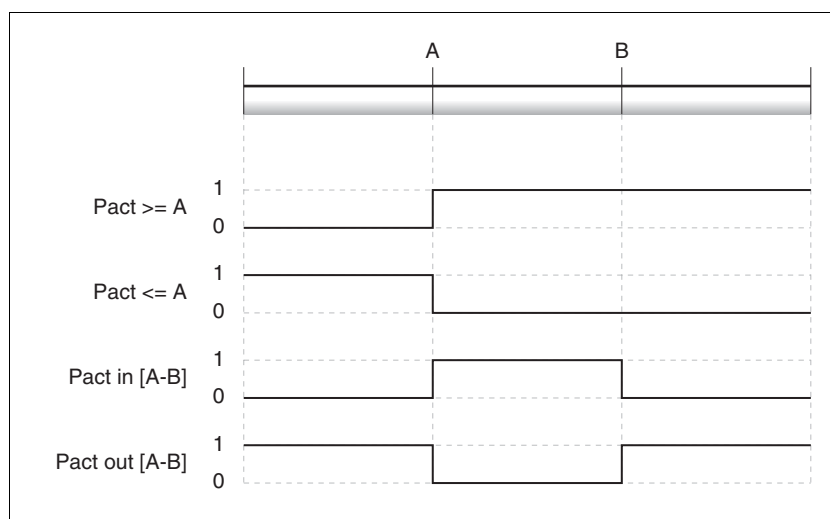 A B
1
Pact >= A
0
1
Pact <= A
0
1
Pact in [A-B]
0
1
Pact out [A-B]
0